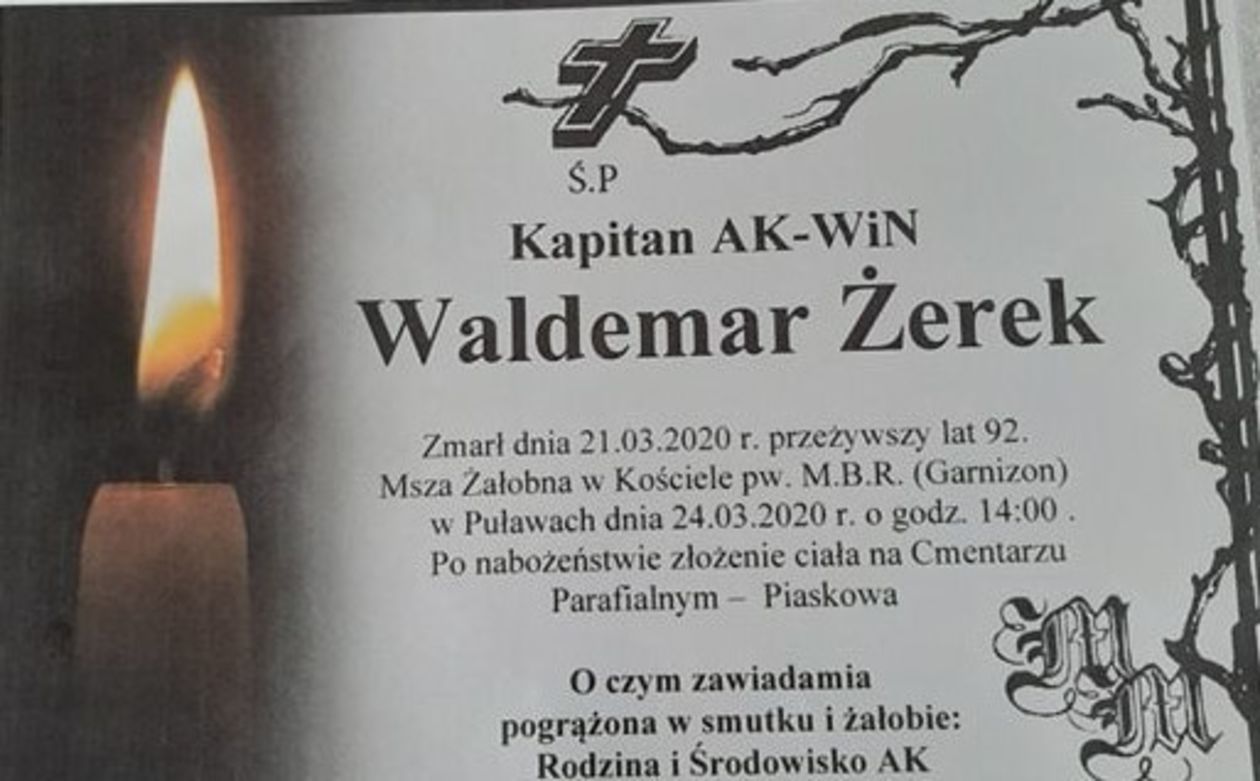 Ś.P
Kapitan AK-WiN
Waldemar Żerek
Zmarł dnia 21.03.2020 r. przeżywszy lat 92.
Msza Żałobna w Kościele pw. M.B.R. (Garnizon)
w Puławach dnia 24.03.2020 r. o godz. 14:00 .
Po nabożeństwie złożenie ciała na Cmentarzu
Parafialnym – Piaskowa
O czym zawiadamia
pogrążona w smutku i żałobie:
Rodzina i Środowisko AK